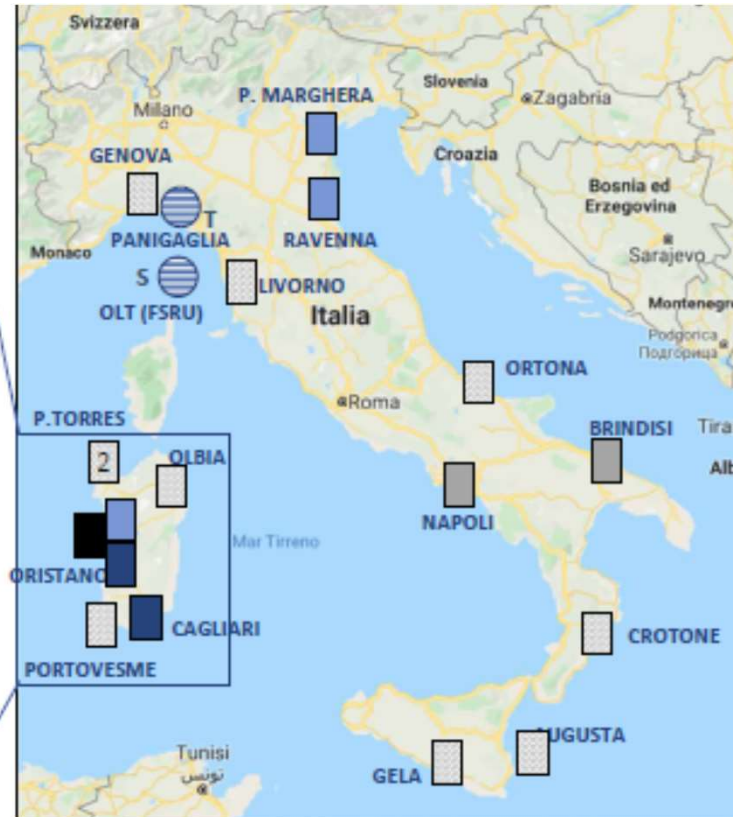 Svizzera
Slovenia
P. MARGHERA
Zagabria
Milano
GENOVA
Croazia
Bosnia ed
Erzegovina
T
PANIGAGLIA
RAVENNA
Monaco
Sarajevo
S
LIVORNO
OLT (FSRU)
Italia
Montenegro
Podgorica
Подгорица
ORTONA
Roma
P.TORRES
BRINDISI
Tira
2
OLBIA
Alb
NAPOLI
Mar Tirreno
ORISTANO
CAGLIARI
CROTONE
PORTOVESME
AUGUSTA
Tunisi
تونس
GELA